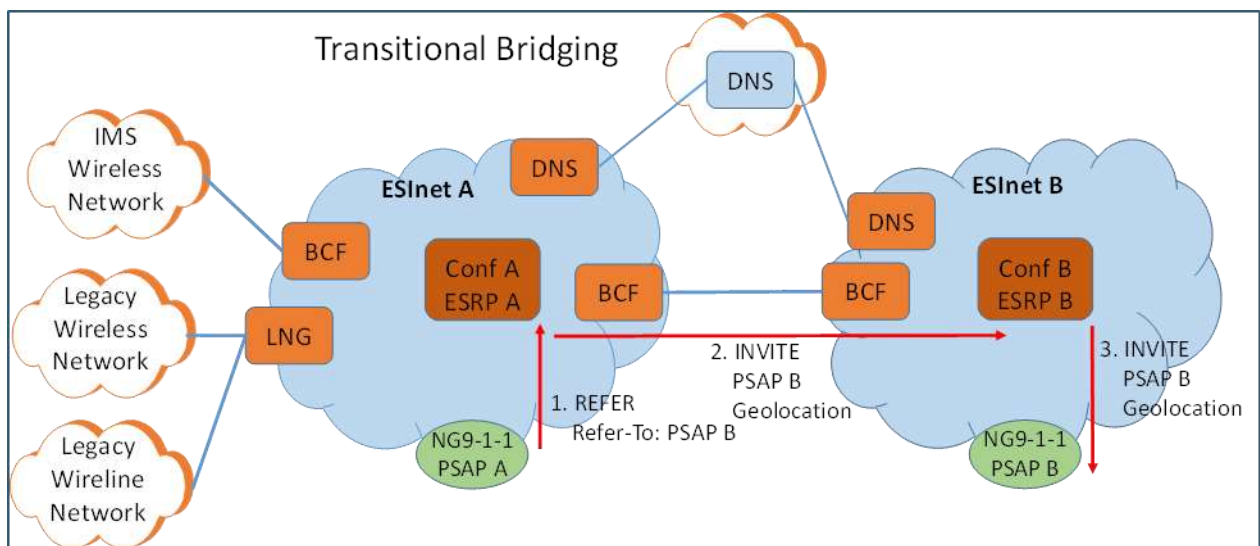 Transitional Bridging
DNS
IMS
Wireless
Network
DNS
ESInet A
ESInet B
DNS
BCF
Conf A
ESRP A
Conf B
ESRP B
BCF
BCF
Legacy
Wireless
Network
LNG
2. INVITE
PSAP B
Geolocation
3. INVITE
PSAP B
Geolocation
1. REFER
Refer-To: PSAP B
NG9-1-1
PSAP A
NG9-1-1
PSAP B
Legacy
Wireline
Network